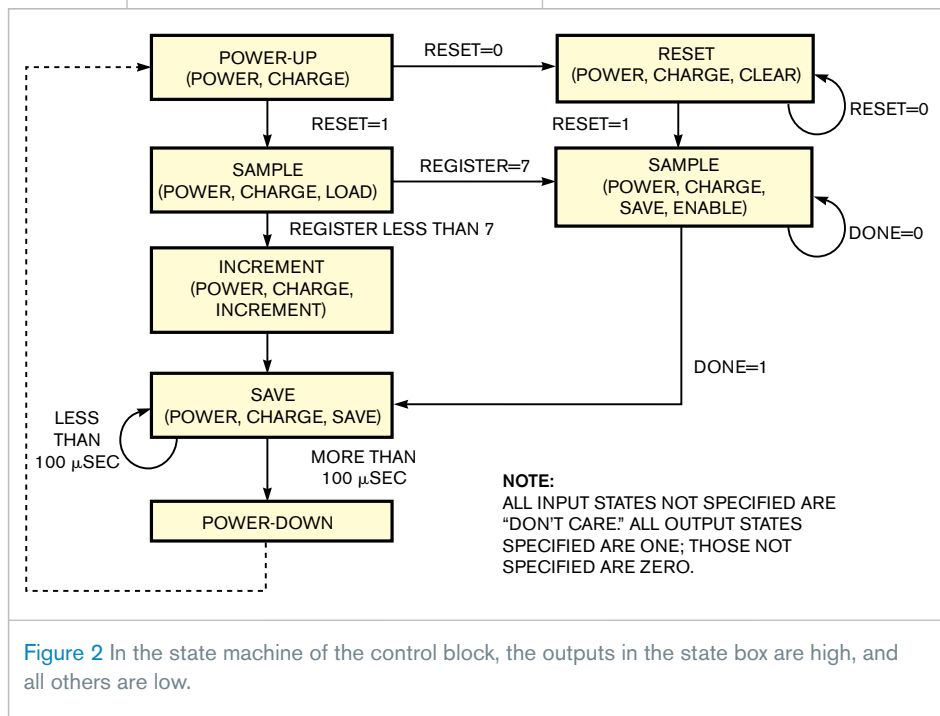 POWER-UP
(POWER, CHARGE)
RESET=0
RESET
(POWER, CHARGE, CLEAR)
RESET=0
RESET=1
RESET=1
SAMPLE
(POWER, CHARGE, LOAD)
REGISTER=7
SAMPLE
(POWER, CHARGE,
SAVE, ENABLE)
DONE=0
REGISTER LESS THAN 7
INCREMENT
(POWER, CHARGE,
INCREMENT)
DONE=1
SAVE
(POWER, CHARGE, SAVE)
LESS
THAN
100 μSEC
MORE THAN
100 μSEC
POWER-DOWN
NOTE:
ALL INPUT STATES NOT SPECIFIED ARE
“DON’T CARE.” ALL OUTPUT STATES
SPECIFIED ARE ONE; THOSE NOT
SPECIFIED ARE ZERO.
Figure 2 In the state machine of the control block, the outputs in the state box are high, and
all others are low.